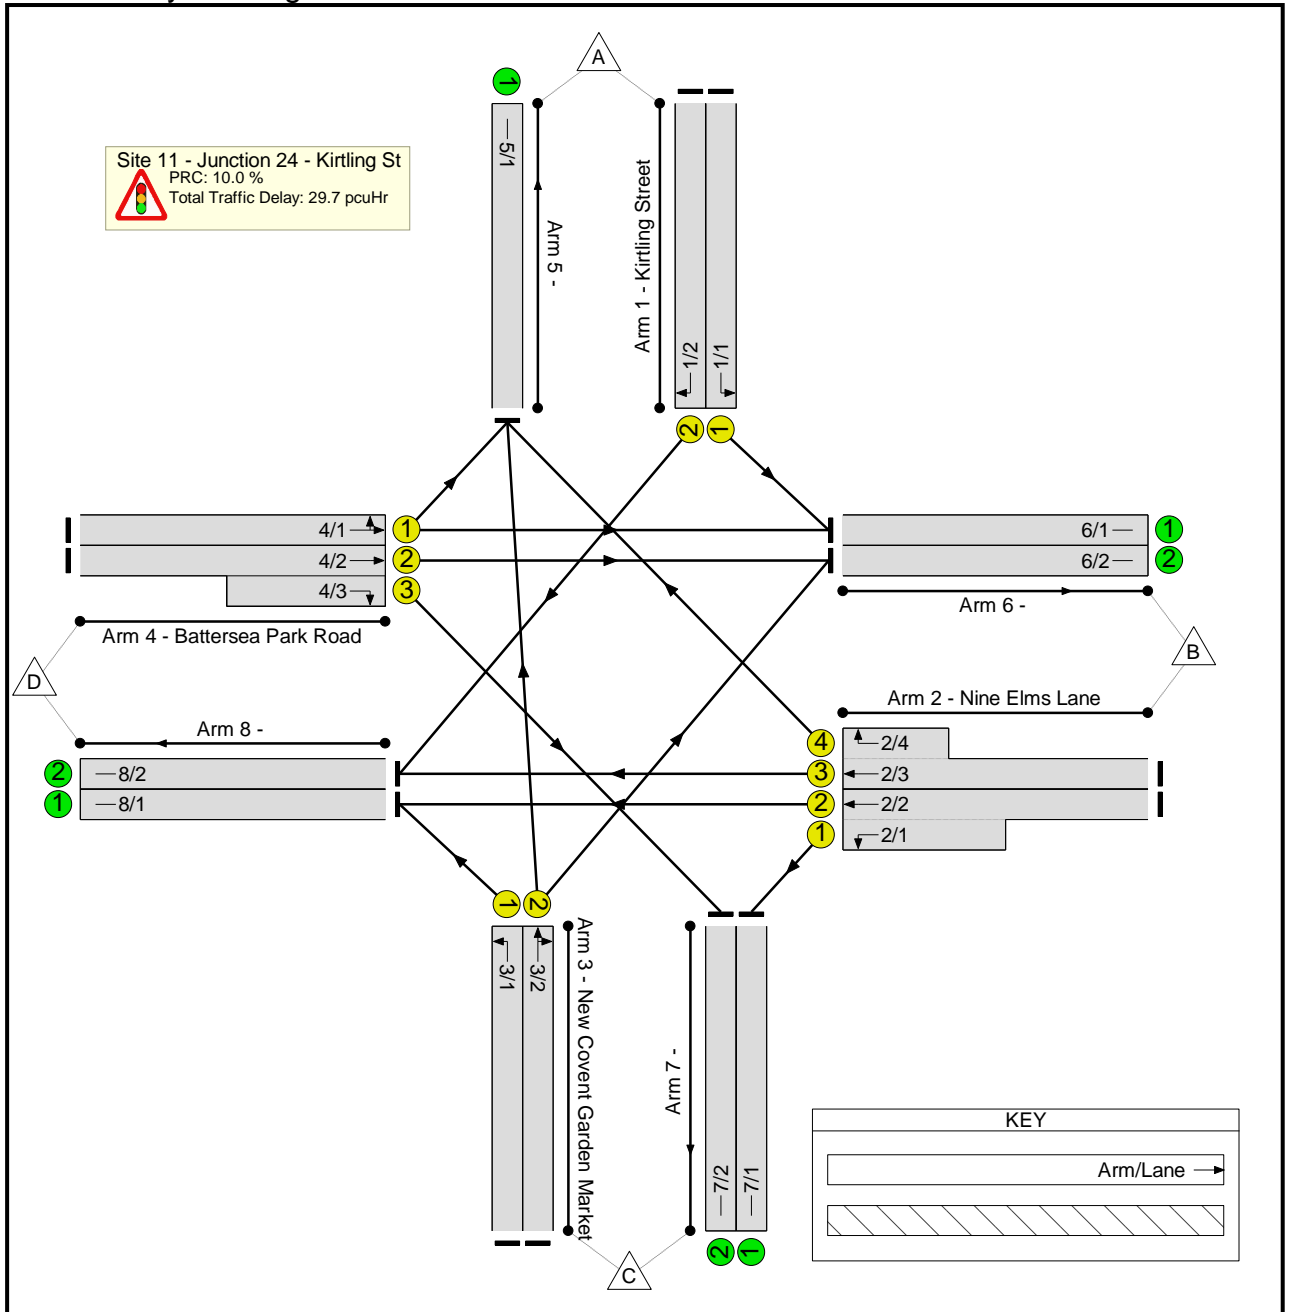 A
1
Site 11 - Junction 24 - Kirtling St
PRC: 10.0 %
Total Traffic Delay: 29.7 pcuHr
5/1
Arm 5 -
Arm 1 - Kirtling Street
1/2
1/1
2
1
4/1
1
4/2
2
4/3
3
Arm 4 - Battersea Park Road
6/1
1
6/2
2
Arm 6 -
B
D
Arm 8 -
2
8/2
1
8/1
Arm 2 - Nine Elms Lane
4
2/4
3
2/3
2
2/2
1
2/1
1
2
3/1
3/2
Arm 3 - New Covent Garden Market
Arm 7 -
7/2
7/1
2
1
C
KEY
Arm/Lane